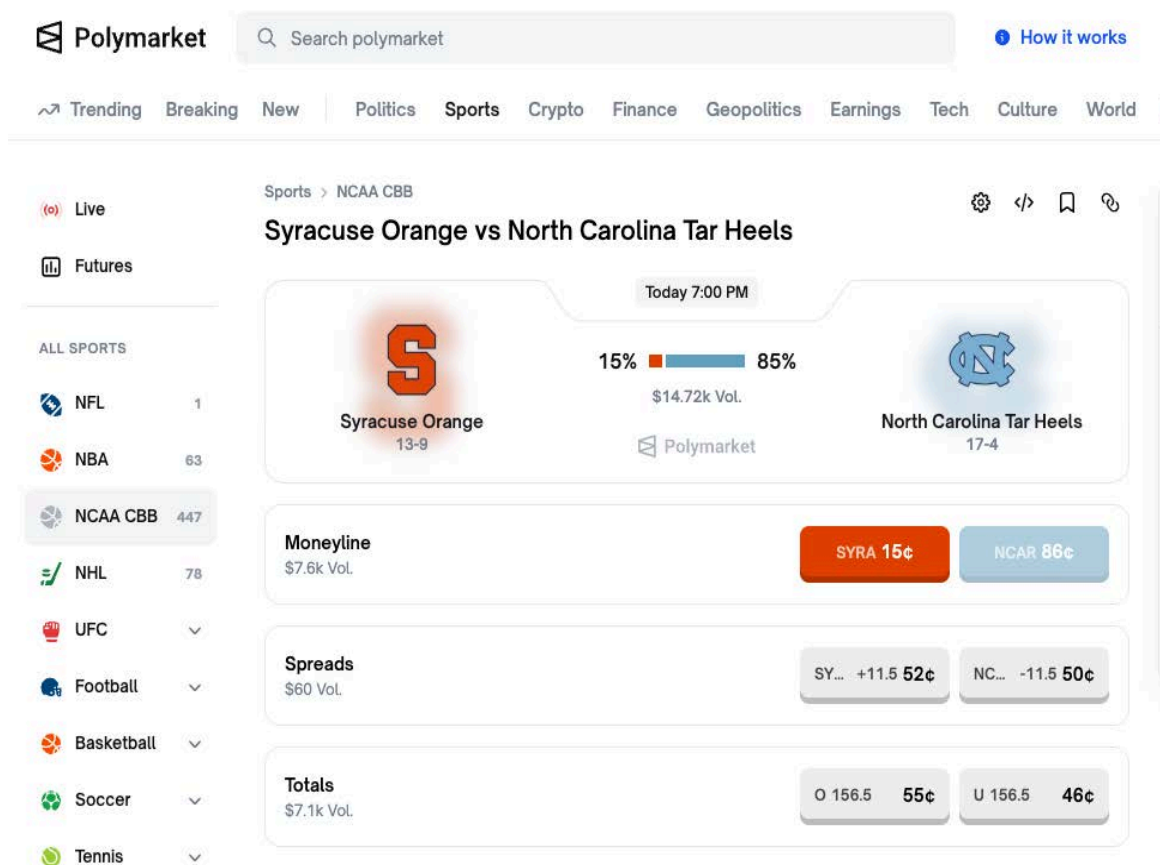 Polymarket
Search polymarket
How it works
Trending Breaking New Politics Sports Crypto Finance Geopolitics Earnings Tech Culture World
Live
Futures
ALL SPORTS
NFL 1
NBA 63
NCAA CBB 447
NHL 78
UFC
Football
Basketball
Soccer
Tennis
Sports > NCAA CBB
Syracuse Orange vs North Carolina Tar Heels
Today 7:00 PM
S
Syracuse Orange
13-9
15% 85%
$14.72k Vol.
Polymarket
NC
North Carolina Tar Heels
17-4
Moneyline
$7.6k Vol.
SYRA 15¢ NCAR 86¢
Spreads
$60 Vol.
SY... +11.5 52¢ NC... -11.5 50¢
Totals
$7.1k Vol.
O 156.5 55¢ U 156.5 46¢